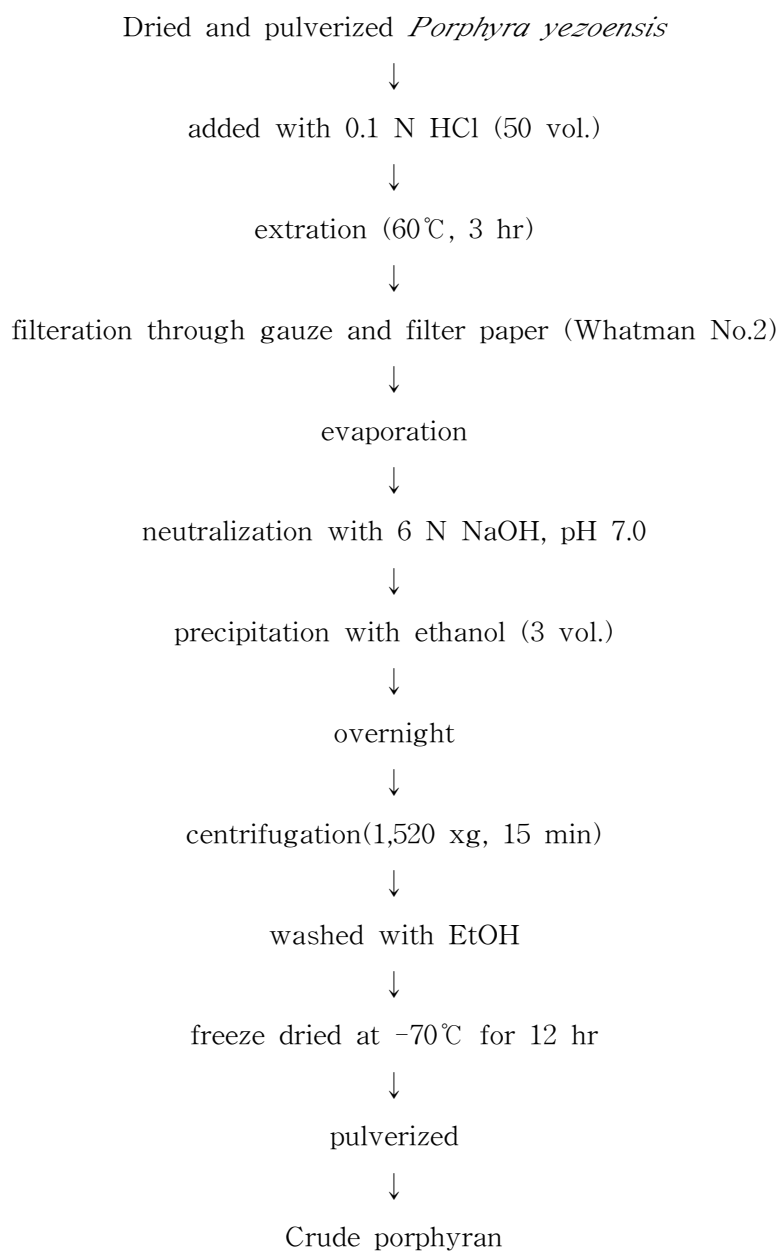 Dried and pulverized Porphyra yezoensis
↓
added with 0.1 N HCl (50 vol.)
↓
extration (60℃, 3 hr)
↓
filteration through gauze and filter paper (Whatman No.2)
↓
evaporation
↓
neutralization with 6 N NaOH, pH 7.0
↓
precipitation with ethanol (3 vol.)
↓
overnight
↓
centrifugation(1,520 xg, 15 min)
↓
washed with EtOH
↓
freeze dried at -70℃ for 12 hr
↓
pulverized
↓
Crude porphyran